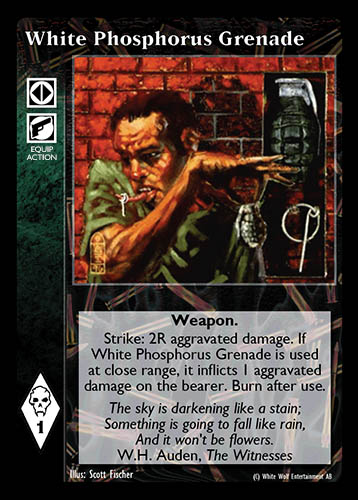 White Phosphorus Grenade
EQUIP
ACTION
Weapon.
Strike: 2R aggravated damage. If
White Phosphorus Grenade is used
at close range, it inflicts 1 aggravated
damage on the bearer. Burn after use.
The sky is darkening like a stain;
Something is going to fall like rain,
And it won't be flowers.
W.H. Auden, The Witnesses
1
Illus: Scott Fischer
(C) White Wolf Entertainment AB